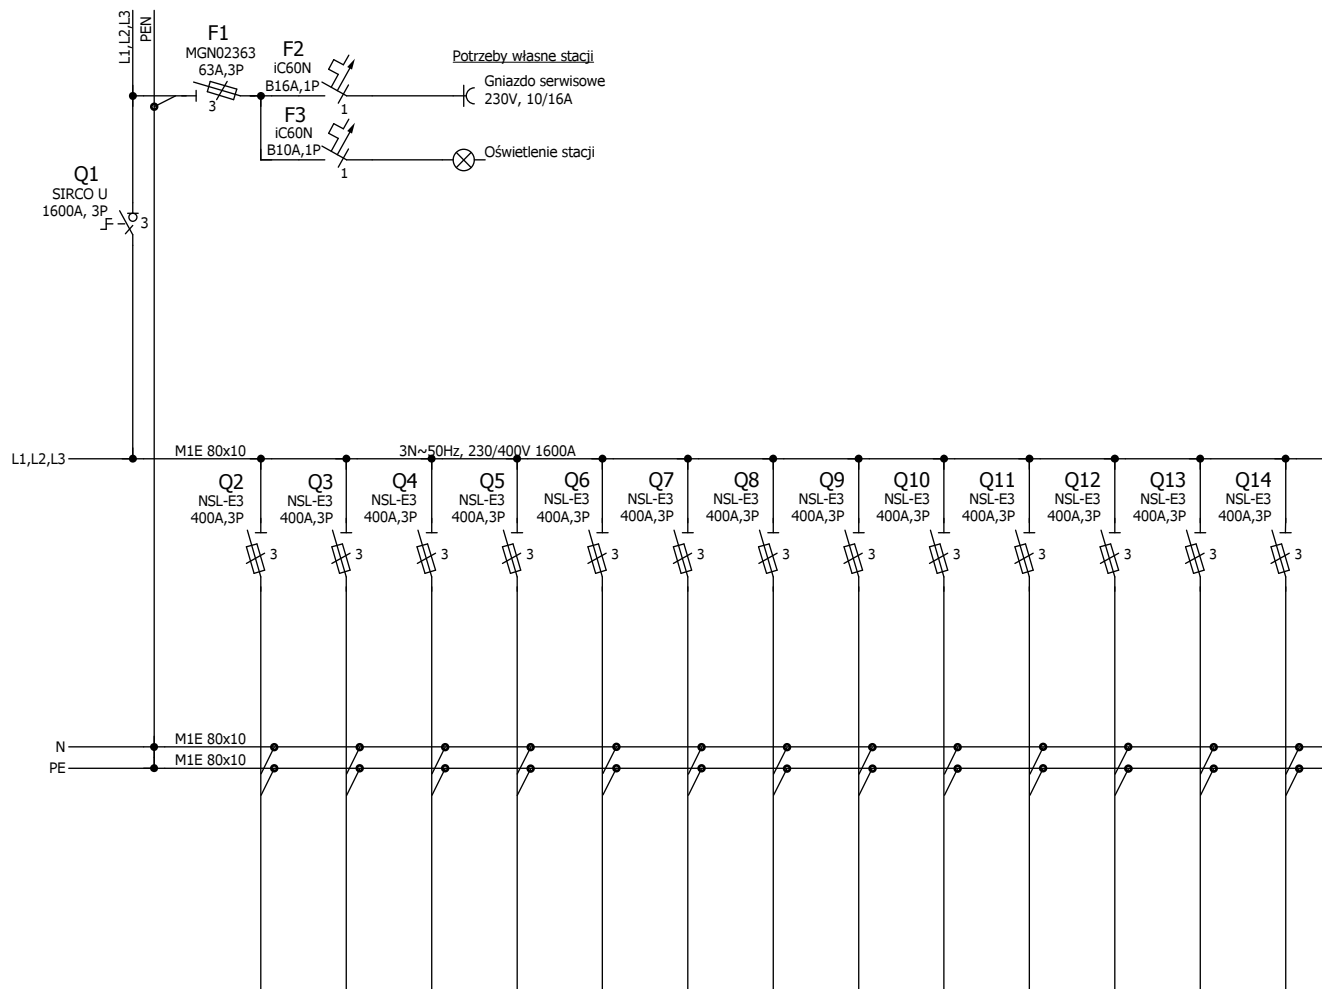 L1,L2,L3
PEN
F1
MGN02363
63A,3P
3
F2
iC60N
B16A,1P
1
Potrzeby własne stacji
Gniazdo serwisowe
230V, 10/16A
F3
iC60N
B10A,1P
1
Oświetlenie stacji
Q1
SIRCO U
1600A, 3P
3
L1,L2,L3
M1E 80x10
3N~50Hz, 230/400V 1600A
Q2
NSL-E3
400A,3P
3
Q3
NSL-E3
400A,3P
3
Q4
NSL-E3
400A,3P
3
Q5
NSL-E3
400A,3P
3
Q6
NSL-E3
400A,3P
3
Q7
NSL-E3
400A,3P
3
Q8
NSL-E3
400A,3P
3
Q9
NSL-E3
400A,3P
3
Q10
NSL-E3
400A,3P
3
Q11
NSL-E3
400A,3P
3
Q12
NSL-E3
400A,3P
3
Q13
NSL-E3
400A,3P
3
Q14
NSL-E3
400A,3P
3
N
M1E 80x10
PE
M1E 80x10